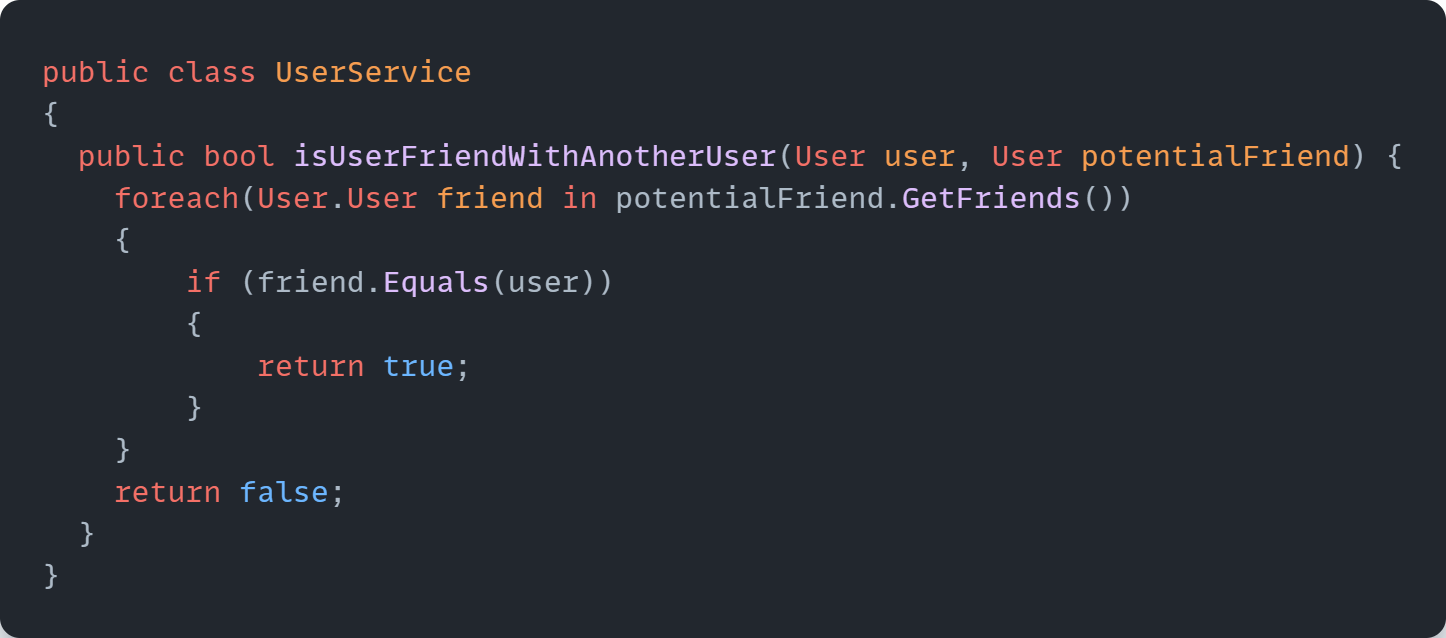 public class UserService
{
  public bool isUserFriendWithAnotherUser(User user, User potentialFriend) {
    foreach(User.User friend in potentialFriend.GetFriends())
    {
        if (friend.Equals(user))
        {
            return true;
        }
    }
    return false;
  }
}